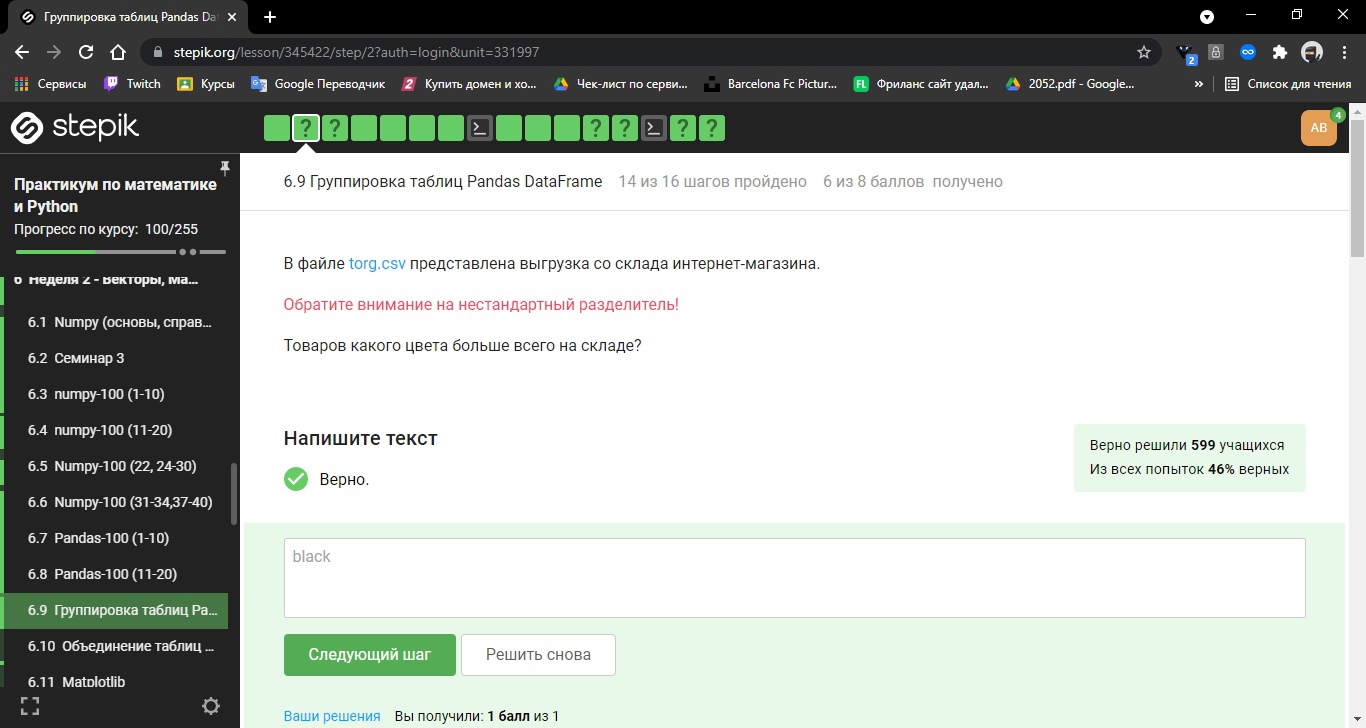 Группировка таблиц Pandas Dat
stepik.org/lesson/345422/step/2?auth=login&unit=331997
2
Сервисы
Twitch
Курсы
Google Переводчик
Купить домен и хо...
Чек-лист по серви...
Barcelona Fc Pictur...
FL
Фриланс сайт удал...
2052.pdf - Google...
»
Список для чтения
stepik
? ? ? ? ? ?
AB
4
Практикум по математике
и Python
Прогресс по курсу: 100/255
6 Неделя 2 - Векторы, Ма...
6.1 Numpy (основы, справ...
6.2 Семинар 3
6.3 numpy-100 (1-10)
6.4 numpy-100 (11-20)
6.5 Numpy-100 (22, 24-30)
6.6 Numpy-100 (31-34,37-40)
6.7 Pandas-100 (1-10)
6.8 Pandas-100 (11-20)
6.9 Группировка таблиц Pa...
6.10 Объединение таблиц ...
6.11 Matplotlib
6.9 Группировка таблиц Pandas DataFrame 14 из 16 шагов пройдено 6 из 8 баллов получено
В файле torg.csv представлена выгрузка со склада интернет-магазина.
Обратите внимание на нестандартный разделитель!
Товаров какого цвета больше всего на складе?
Напишите текст
Верно.
Верно решили 599 учащихся
Из всех попыток 46% верных
black
Следующий шаг
Решить снова
Ваши решения Вы получили: 1 балл из 1